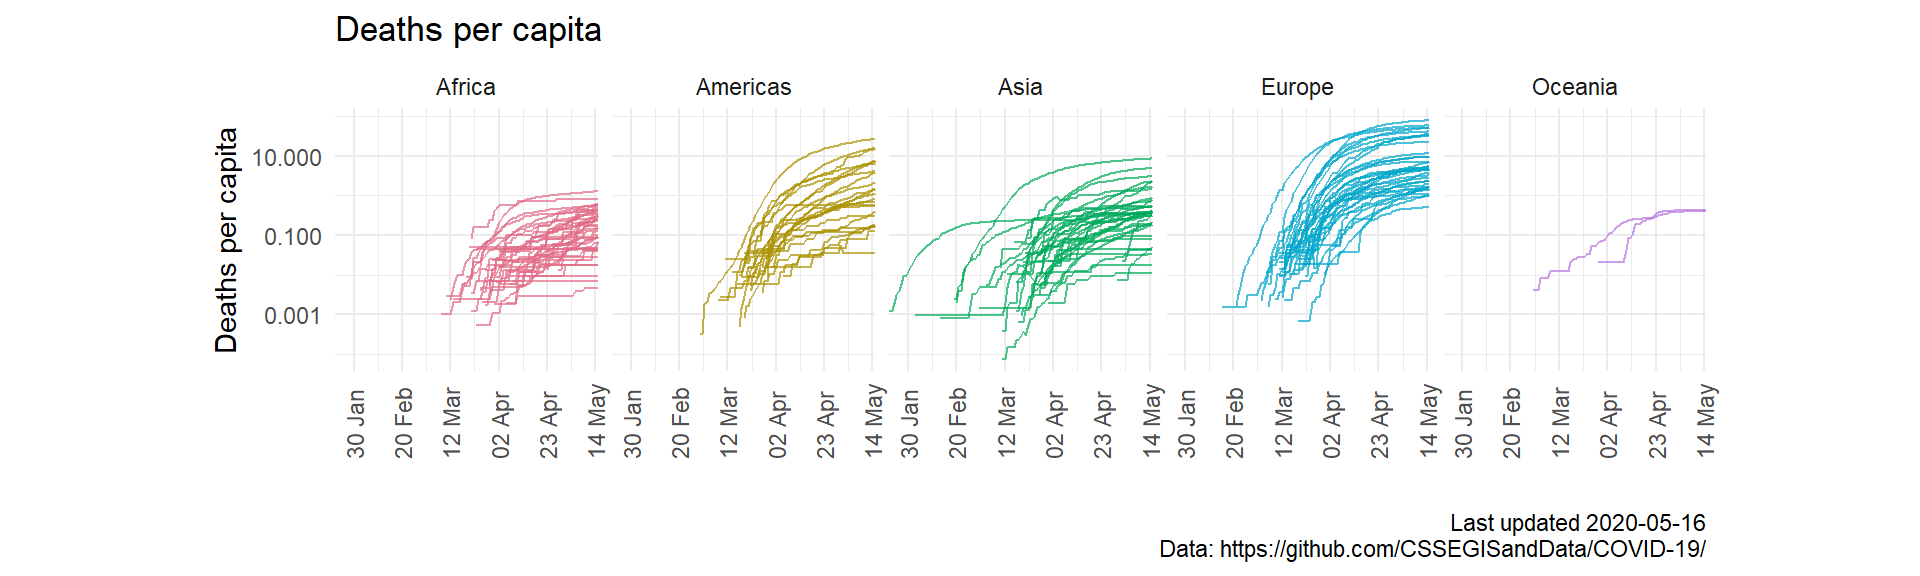 Deaths per capita
Africa
Americas
Asia
Europe
Oceania
Deaths per capita
10.000
0.100
0.001
30 Jan
20 Feb
12 Mar
02 Apr
23 Apr
14 May
30 Jan
20 Feb
12 Mar
02 Apr
23 Apr
14 May
30 Jan
20 Feb
12 Mar
02 Apr
23 Apr
14 May
30 Jan
20 Feb
12 Mar
02 Apr
23 Apr
14 May
30 Jan
20 Feb
12 Mar
02 Apr
23 Apr
14 May
Last updated 2020-05-16
Data: https://github.com/CSSEGISandData/COVID-19/